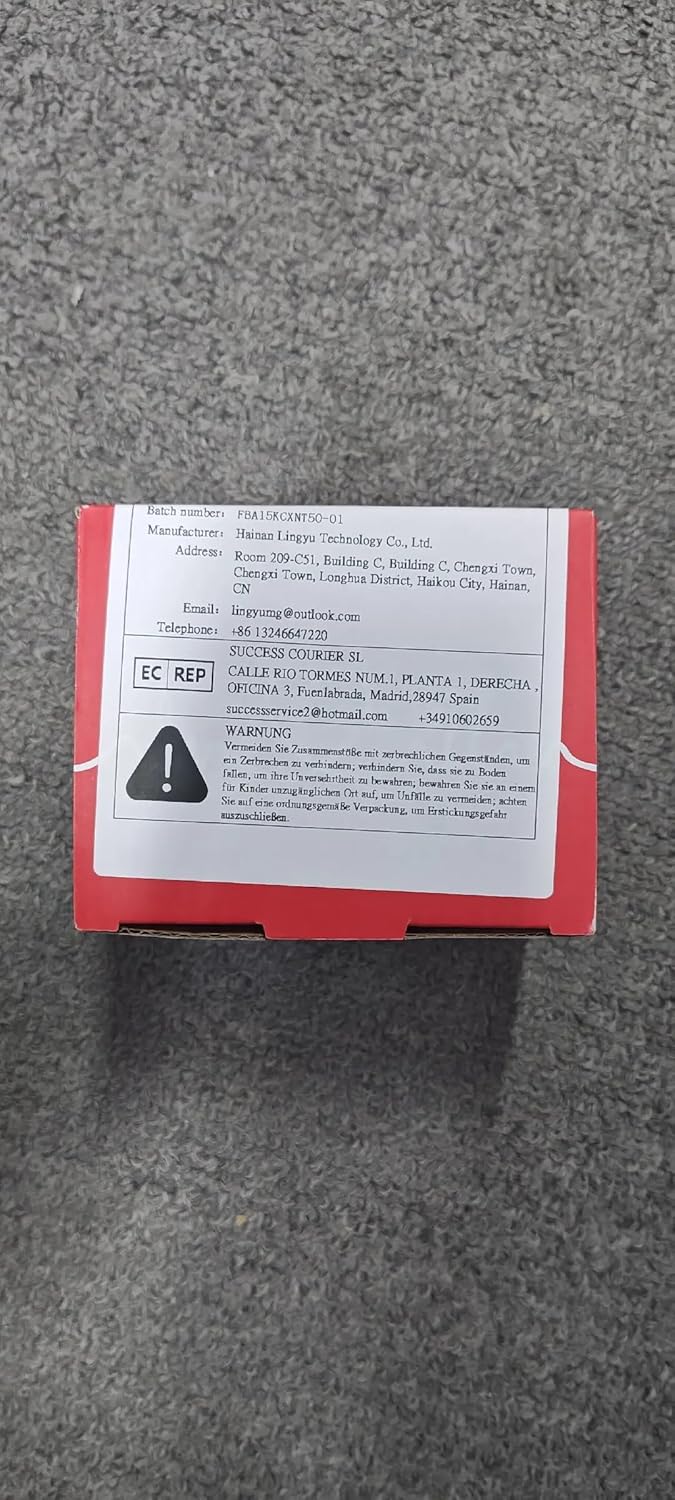 Batch number: FBA15KCXNT50-01
Manufacturer: Hainan Lingyu Technology Co., Ltd.
Address: Room 209-C51, Building C, Building C, Chengxi Town,
Chengxi Town, Longhua District, Haikou City, Hainan,
CN
Email: lingyumg@outlook.com
Telephone: +86 13246647220
SUCCESS COURIER SL
EC REP
CALLE RIO TORMES NUM.1, PLANTA 1, DERECHA ,
OFICINA 3, Fuenlabrada, Madrid,28947 Spain
successservice2@hotmail.com +34910602659
WARNUNG
Vermeiden Sie Zusammenstöße mit zerbrechlichen Gegenständen, um
ein Zerbrechen zu verhindern; verhindern Sie, dass sie zu Boden
fallen, um ihre Unversehrtheit zu bewahren; bewahren Sie sie an einem
für Kinder unzugänglichen Ort auf, um Unfälle zu vermeiden; achten
Sie auf eine ordnungsgemäße Verpackung, um Erstickungsgefahr
auszuschließen.